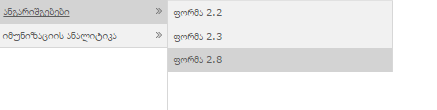 ანგარიშგებები »
იმუნიზაციის ანალიტიკა »
ფორმა 2.2
ფორმა 2.3
ფორმა 2.8